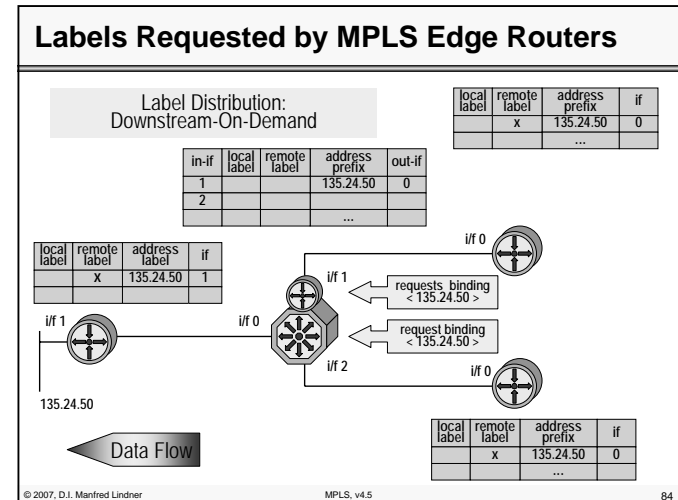 Labels Requested by MPLS Edge Routers
Label Distribution:
Downstream-On-Demand
local label remote label address prefix if
x 135.24.50 0
...
in-if local label remote label address prefix out-if
1 135.24.50 0
2
...
local label remote label address label if
x 135.24.50 1
i/f 0
i/f 1
requests binding
< 135.24.50 >
i/f 1
i/f 0
request binding
< 135.24.50 >
i/f 2
i/f 0
135.24.50
local label remote label address prefix if
x 135.24.50 0
...
Data Flow
© 2007, D.I. Manfred Lindner MPLS, v4.5 84